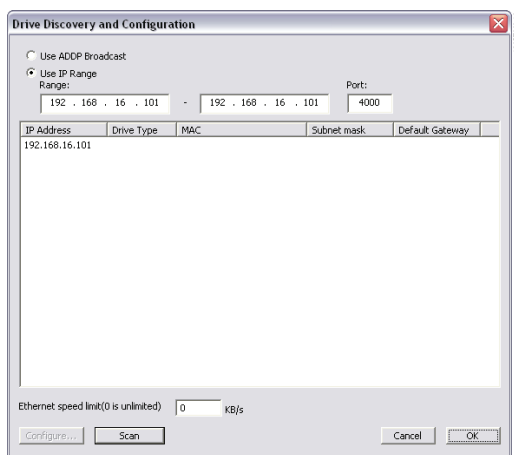 Drive Discovery and Configuration
Use ADDP Broadcast
Use IP Range
Range: Port:
192 . 168 . 16 . 101 - 192 . 168 . 16 . 101 4000
IP Address Drive Type MAC Subnet mask Default Gateway
192.168.16.101
Ethernet speed limit(0 is unlimited) 0 KB/s
Configure... Scan Cancel OK